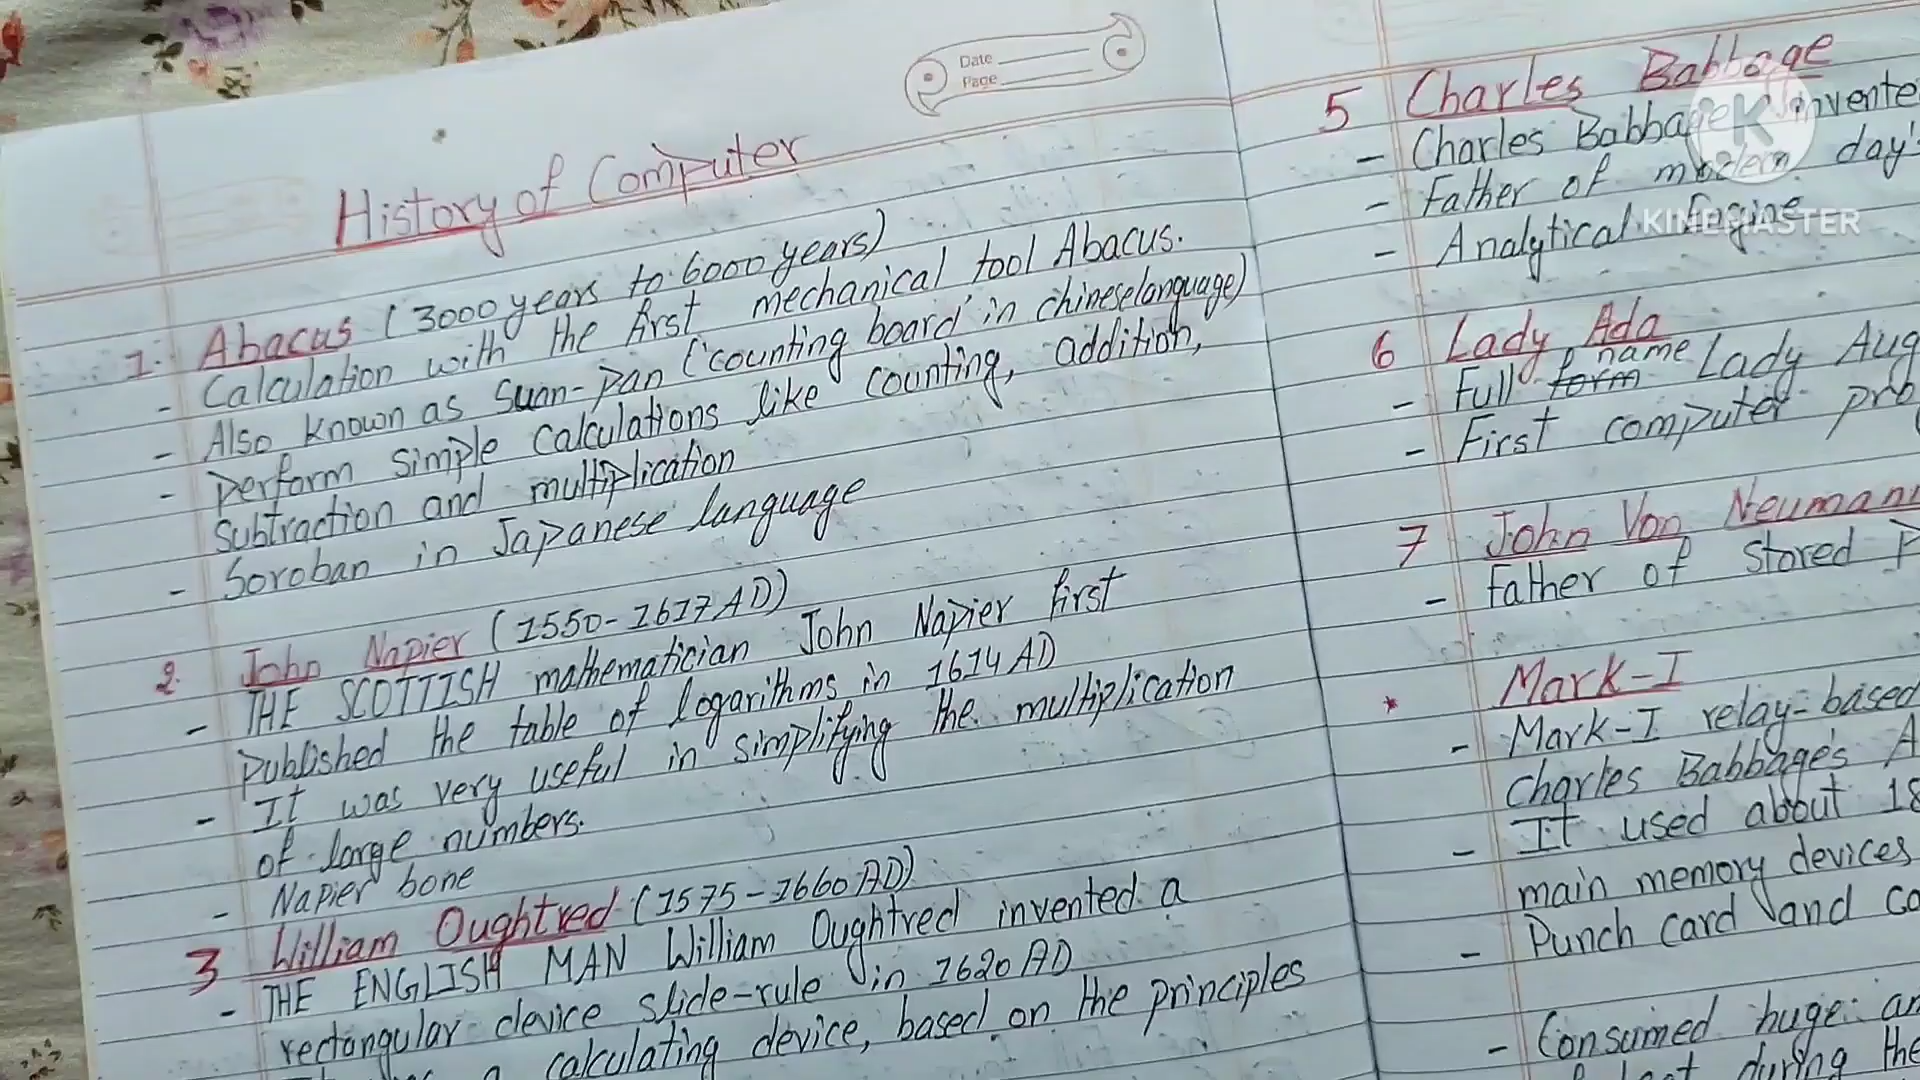 Date
Page
History of Computer
1. Abacus (3000 years to 6000 years)
- Calculation with the first mechanical tool Abacus.
- Also known as Suan-pan ('counting board' in chinese language)
- Perform simple calculations like counting, addition,
subtraction and multiplication
- Soroban in Japanese language
2. John Napier (1550-1617 AD)
- THE SCOTTISH mathematician John Napier first
published the table of logarithms in 1614 AD
- It was very useful in simplifying the multiplication
of large numbers.
- Napier bone
3 William Oughtred (1575-1660 AD)
- THE ENGLISH MAN William Oughtred invented a
rectangular device slide-rule in 1620 AD
a calculating device, based on the principles
5 Charles Babbage
- Charles Babbage invente
- Father of modern day's
- Analytical Engine
6 Lady Ada
- Full form name Lady Aug
- First computer pro
7 John Von Neumann
- Father of stored P
* Mark-I
- Mark-I relay-based
Charles Babbage's A
- It used about 18
main memory devices
- Punch card and ca
- Consumed huge an
during the
K
KINEMASTER